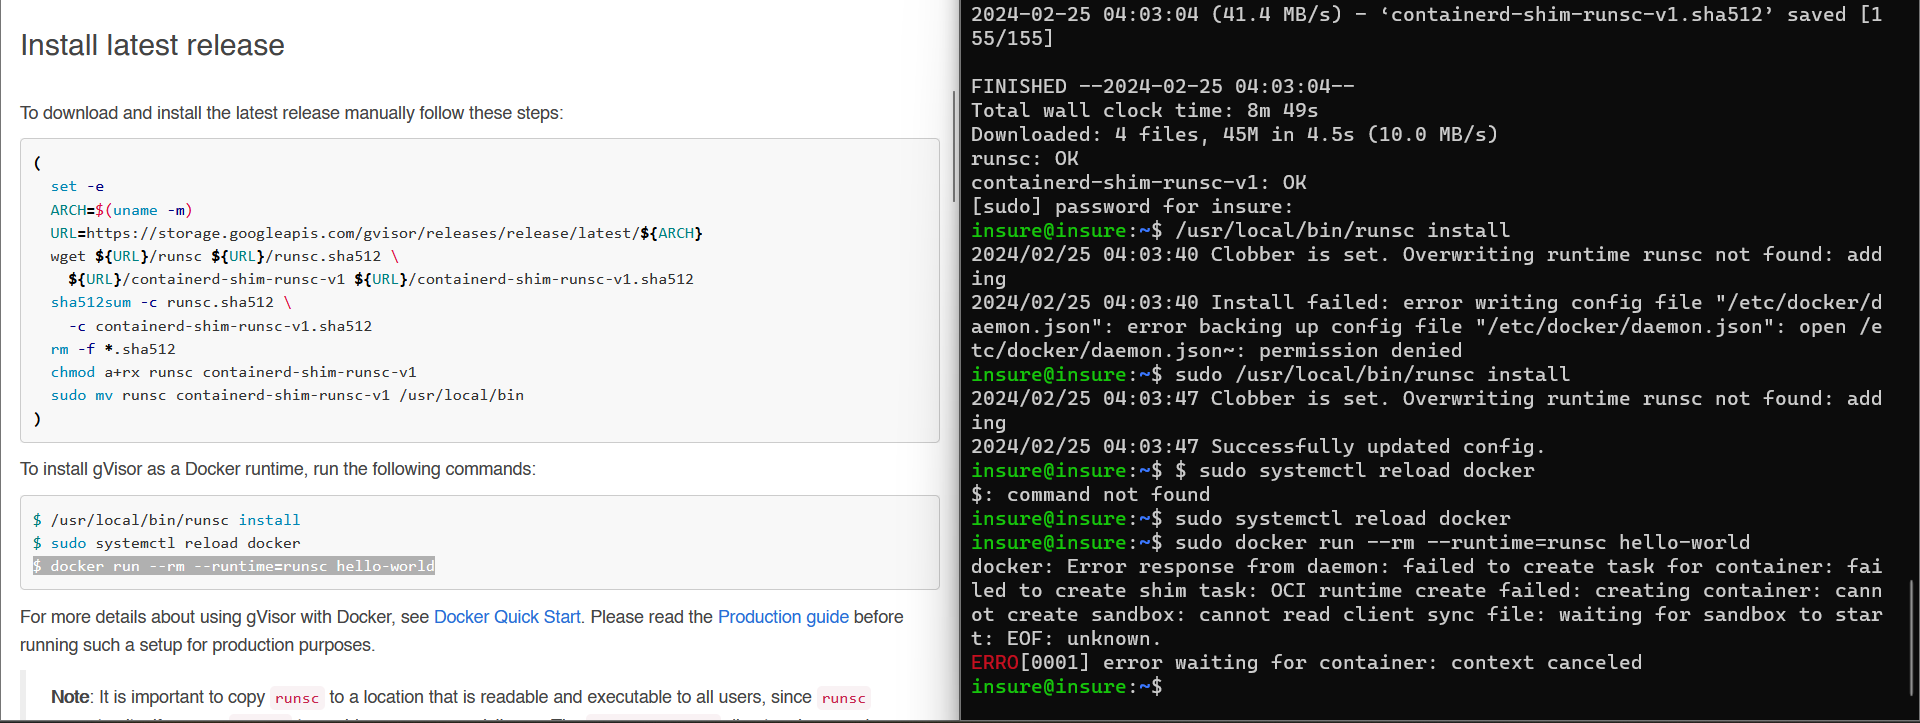 Install latest release
To download and install the latest release manually follow these steps:
(
set -e
ARCH=$(uname -m)
URL=https://storage.googleapis.com/gvisor/releases/release/latest/${ARCH}
wget ${URL}/runsc ${URL}/runsc.sha512 \
${URL}/containerd-shim-runsc-v1 ${URL}/containerd-shim-runsc-v1.sha512
sha512sum -c runsc.sha512 \
-c containerd-shim-runsc-v1.sha512
rm -f *.sha512
chmod a+rx runsc containerd-shim-runsc-v1
sudo mv runsc containerd-shim-runsc-v1 /usr/local/bin
)
To install gVisor as a Docker runtime, run the following commands:
$ /usr/local/bin/runsc install
$ sudo systemctl reload docker
$ docker run --rm --runtime=runsc hello-world
For more details about using gVisor with Docker, see Docker Quick Start. Please read the Production guide before
running such a setup for production purposes.
Note: It is important to copy runsc to a location that is readable and executable to all users, since runsc
2024-02-25 04:03:04 (41.4 MB/s) - ‘containerd-shim-runsc-v1.sha512’ saved [1
55/155]
FINISHED --2024-02-25 04:03:04--
Total wall clock time: 8m 49s
Downloaded: 4 files, 45M in 4.5s (10.0 MB/s)
runsc: OK
containerd-shim-runsc-v1: OK
[sudo] password for insure:
insure@insure:~$ /usr/local/bin/runsc install
2024/02/25 04:03:40 Clobber is set. Overwriting runtime runsc not found: add
ing
2024/02/25 04:03:40 Install failed: error writing config file "/etc/docker/d
aemon.json": error backing up config file "/etc/docker/daemon.json": open /e
tc/docker/daemon.json~: permission denied
insure@insure:~$ sudo /usr/local/bin/runsc install
2024/02/25 04:03:47 Clobber is set. Overwriting runtime runsc not found: add
ing
2024/02/25 04:03:47 Successfully updated config.
insure@insure:~$ $ sudo systemctl reload docker
$: command not found
insure@insure:~$ sudo systemctl reload docker
insure@insure:~$ sudo docker run --rm --runtime=runsc hello-world
docker: Error response from daemon: failed to create task for container: fai
led to create shim task: OCI runtime create failed: creating container: cann
ot create sandbox: cannot read client sync file: waiting for sandbox to star
t: EOF: unknown.
ERRO[0001] error waiting for container: context canceled
insure@insure:~$